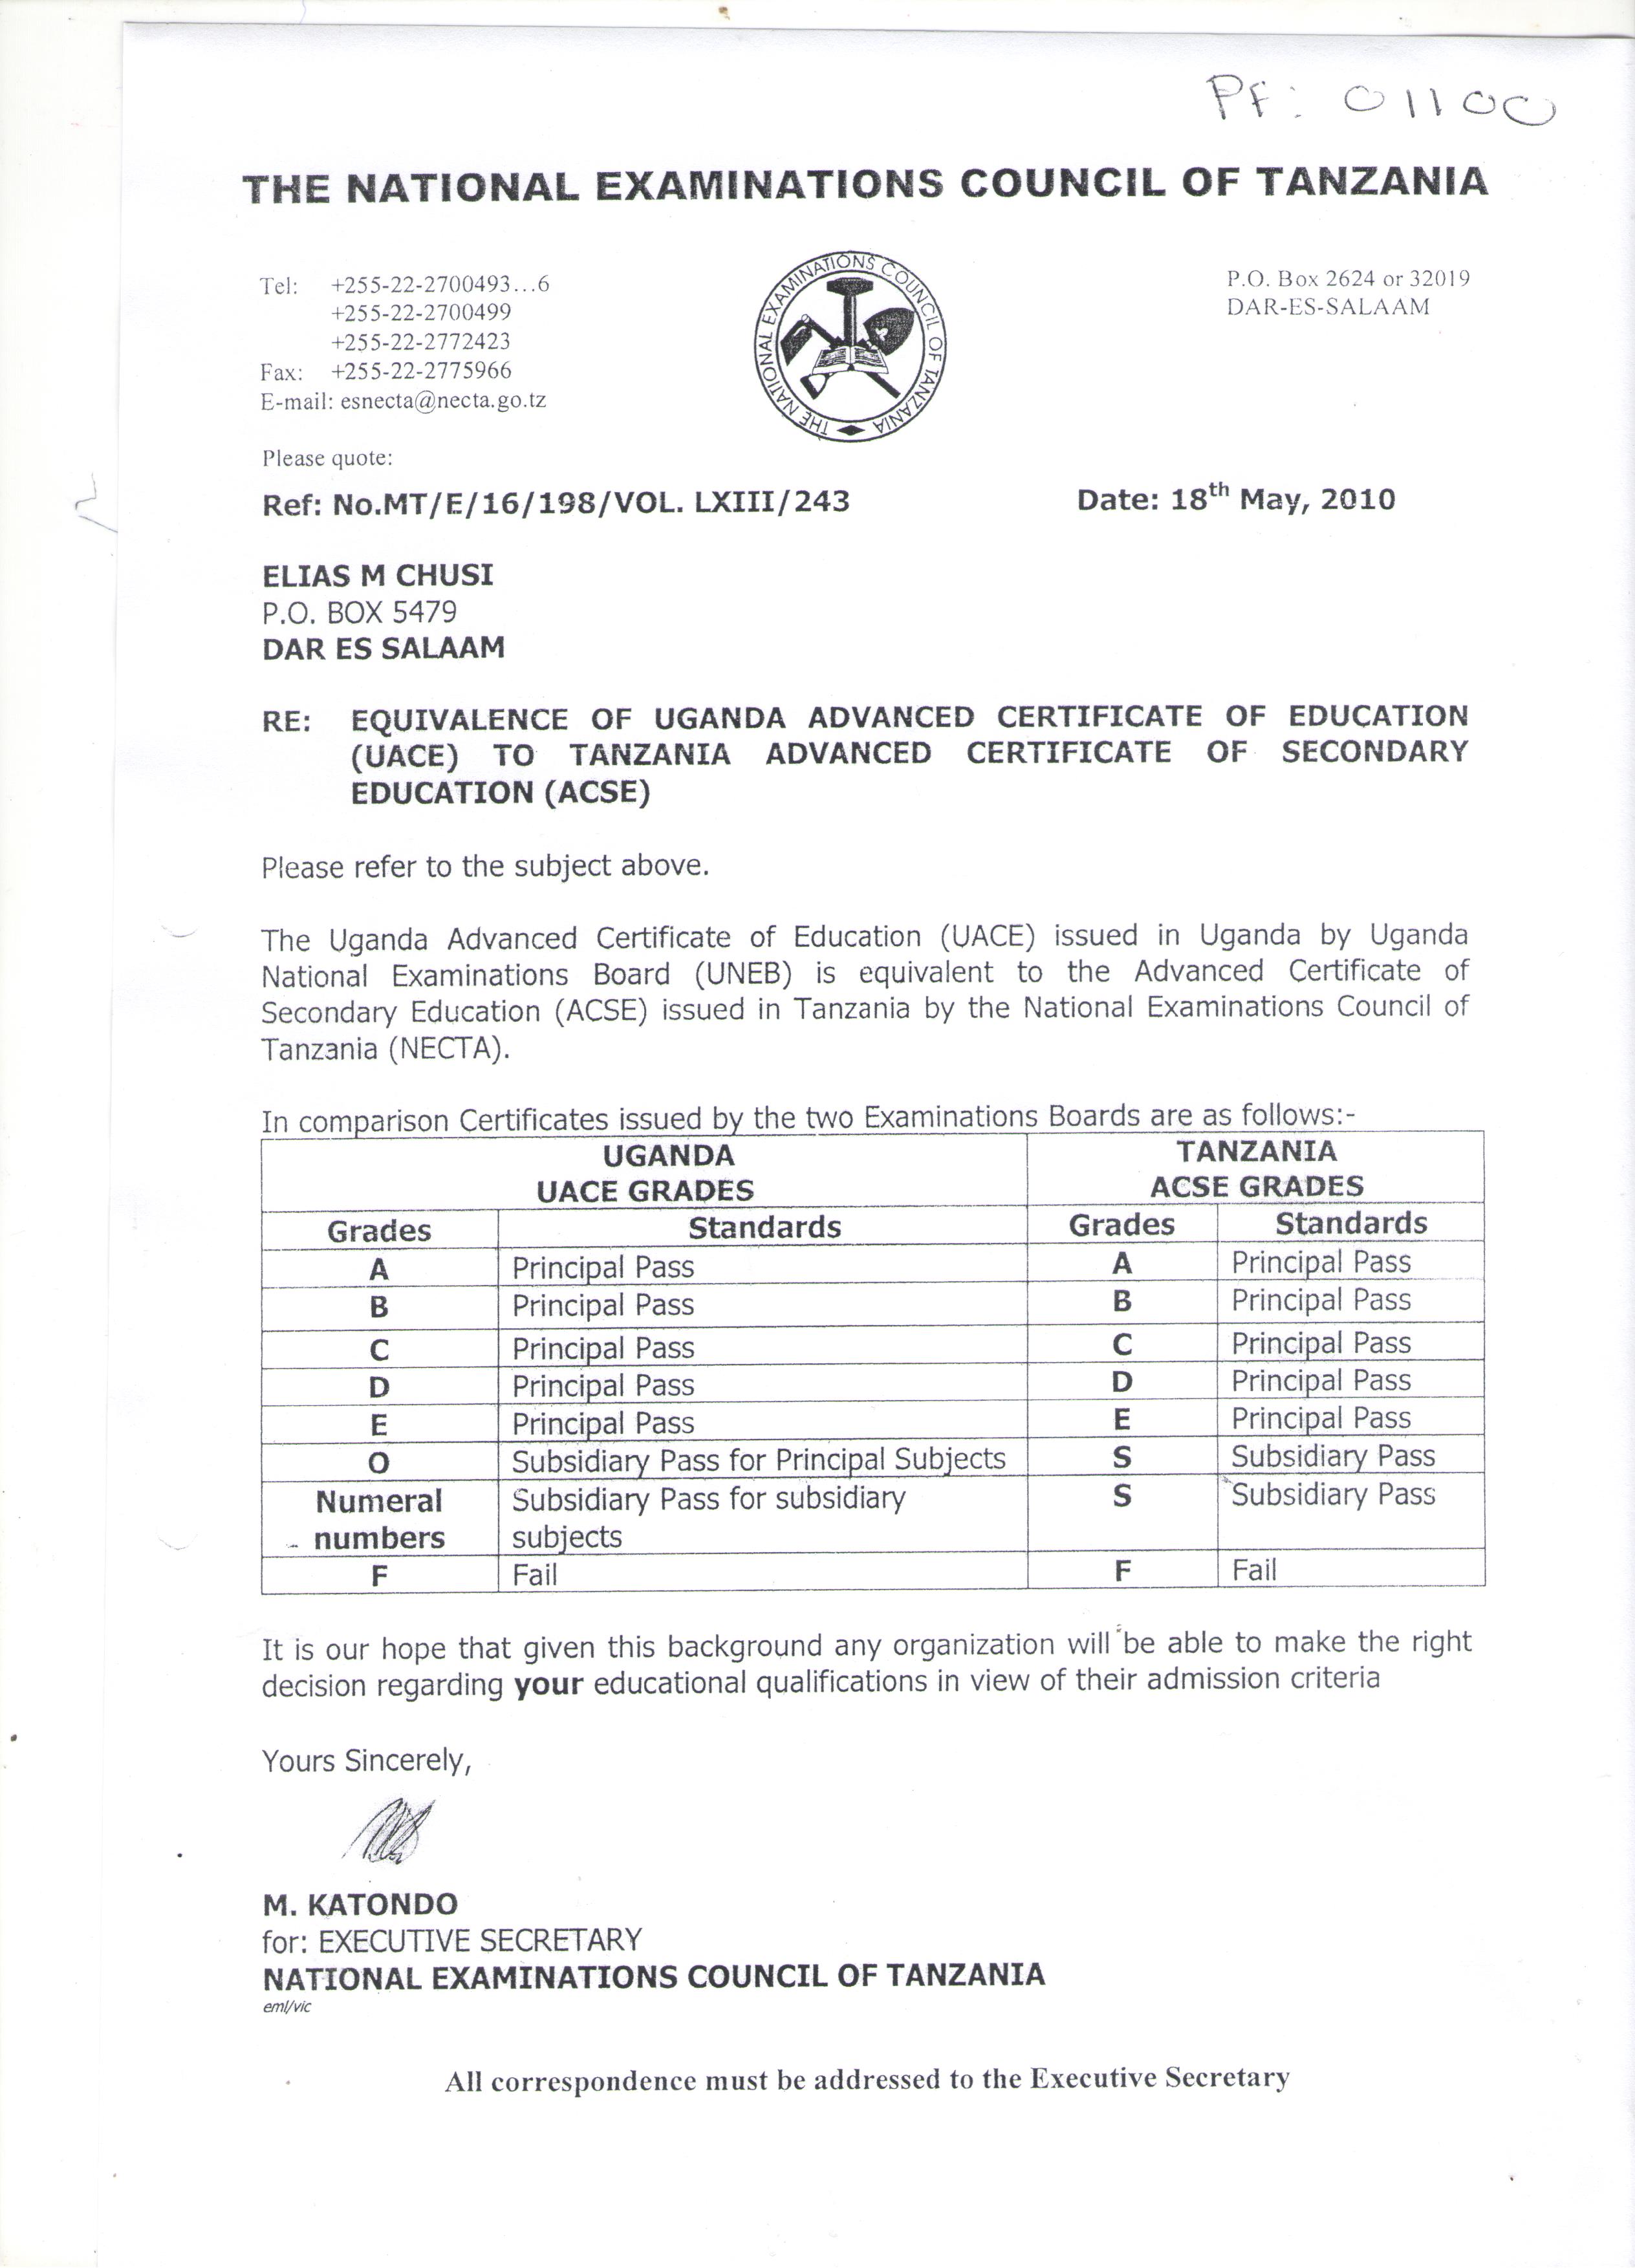 PF: 01100
THE NATIONAL EXAMINATIONS COUNCIL OF TANZANIA
Tel: +255-22-2700493...6
+255-22-2700499
+255-22-2772423
Fax: +255-22-2775966
E-mail: esnecta@necta.go.tz
THE NATIONAL EXAMINATIONS COUNCIL OF TANZANIA
P.O. Box 2624 or 32019
DAR-ES-SALAAM
Please quote:
Ref: No.MT/E/16/198/VOL. LXIII/243 Date: 18th May, 2010
ELIAS M CHUSI
P.O. BOX 5479
DAR ES SALAAM
RE: EQUIVALENCE OF UGANDA ADVANCED CERTIFICATE OF EDUCATION
(UACE) TO TANZANIA ADVANCED CERTIFICATE OF SECONDARY
EDUCATION (ACSE)
Please refer to the subject above.
The Uganda Advanced Certificate of Education (UACE) issued in Uganda by Uganda
National Examinations Board (UNEB) is equivalent to the Advanced Certificate of
Secondary Education (ACSE) issued in Tanzania by the National Examinations Council of
Tanzania (NECTA).
In comparison Certificates issued by the two Examinations Boards are as follows:-
UGANDA TANZANIA
UACE GRADES ACSE GRADES
Grades Standards Grades Standards
A Principal Pass A Principal Pass
B Principal Pass B Principal Pass
C Principal Pass C Principal Pass
D Principal Pass D Principal Pass
E Principal Pass E Principal Pass
O Subsidiary Pass for Principal Subjects S Subsidiary Pass
Numeral Subsidiary Pass for subsidiary S Subsidiary Pass
numbers subjects
F Fail F Fail
It is our hope that given this background any organization will be able to make the right
decision regarding your educational qualifications in view of their admission criteria
Yours Sincerely,
M. KATONDO
for: EXECUTIVE SECRETARY
NATIONAL EXAMINATIONS COUNCIL OF TANZANIA
eml/vic
All correspondence must be addressed to the Executive Secretary